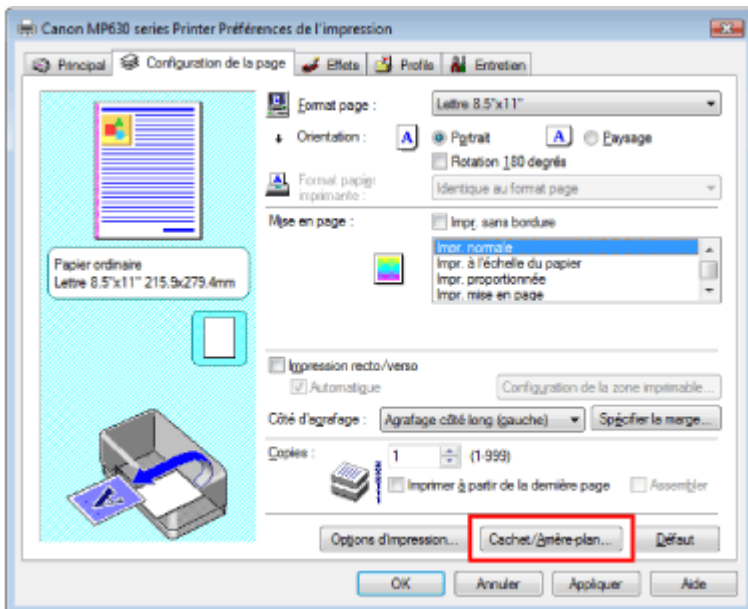 Canon MP630 series Printer Préférences de l'impression
Principal Configuration de la page Effets Profils Entretien
Format page : Lettre 8.5"x11"
Orientation : A Portrait A Paysage
Rotation 180 degrés
Format papier imprimante : Identique au format page
Mise en page : Impr. sans bordure
Impr. normale
Impr. à l'échelle du papier
Impr. proportionnée
Impr. mise en page
Papier ordinaire
Lettre 8.5"x11" 215.9x279.4mm
Impression recto/verso
Automatique Configuration de la zone imprimable...
Côté d'agrafage : Agrafage côté long (gauche) Spécifier la marge...
Copies : 1 (1-999)
Imprimer à partir de la dernière page Assembler
Options d'impression... Cachet/Arrière-plan... Défaut
OK Annuler Appliquer Aide